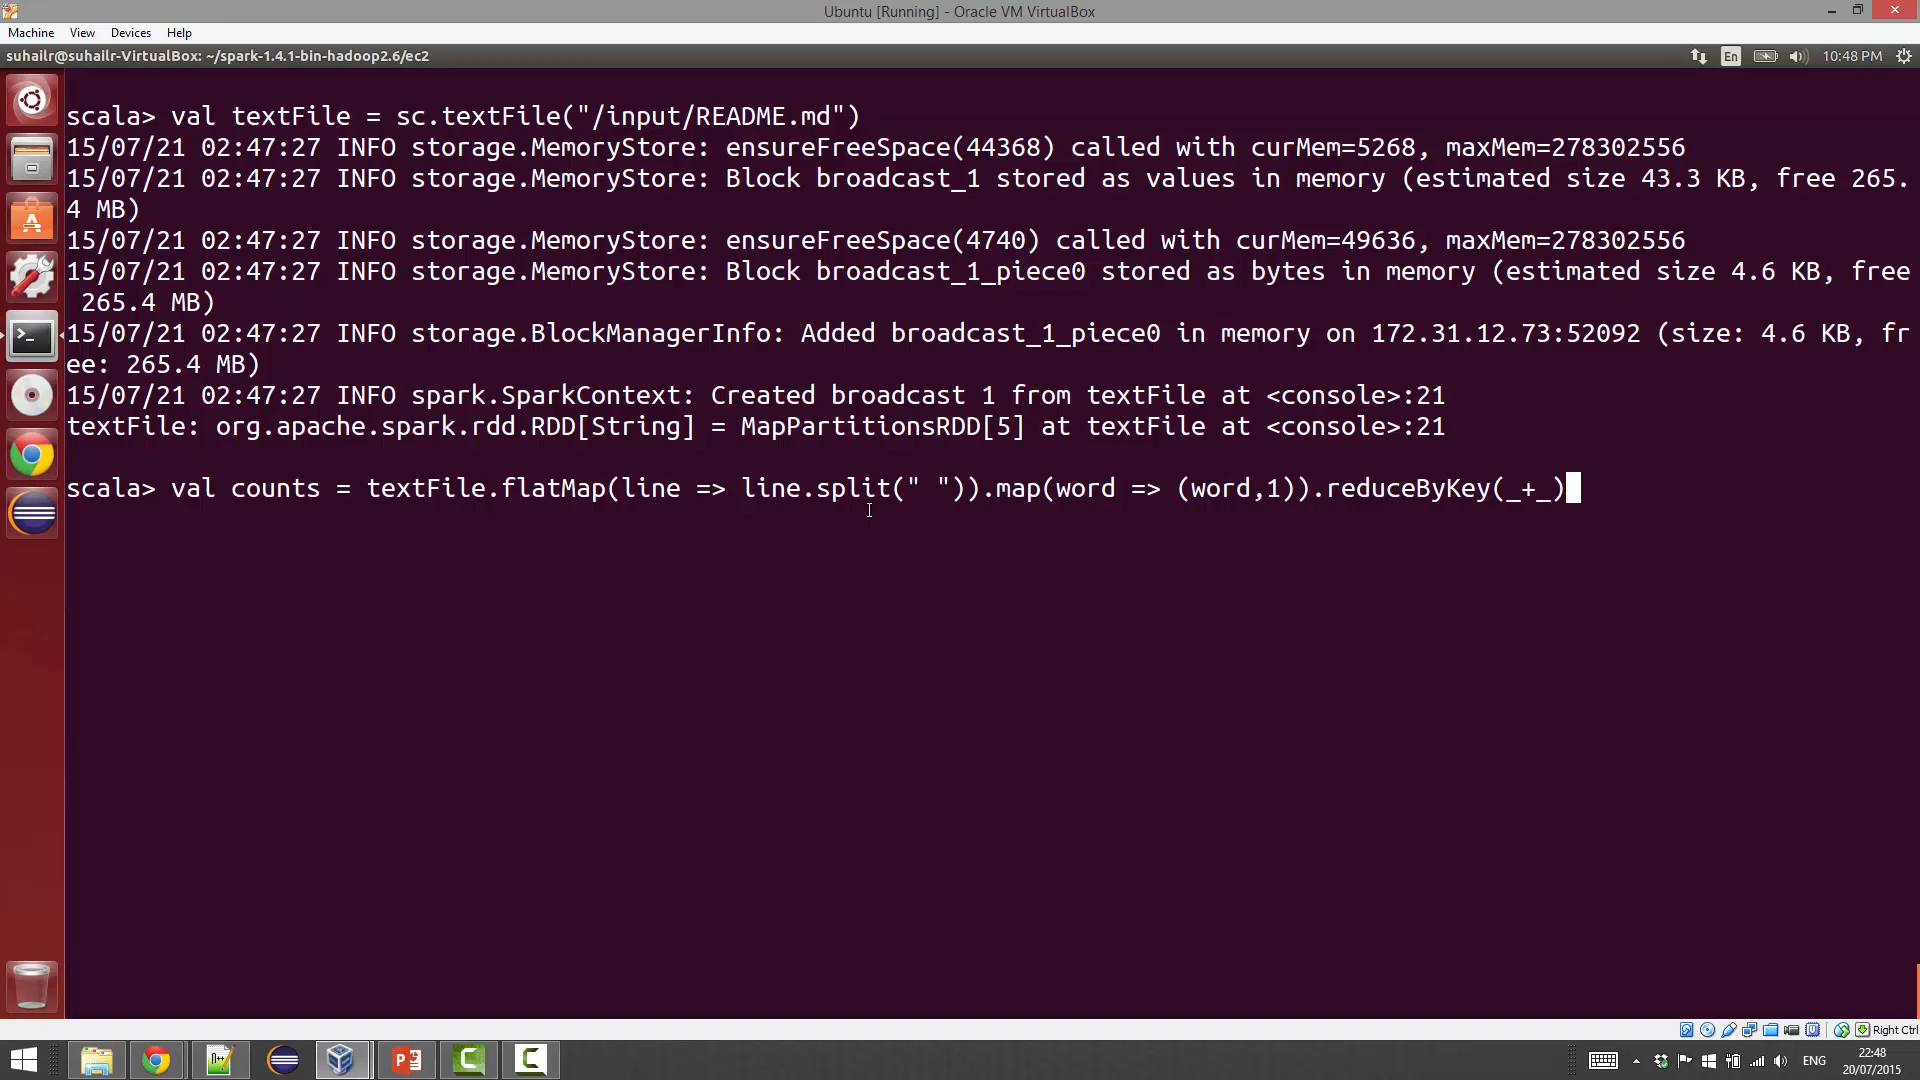 Ubuntu [Running] - Oracle VM VirtualBox
Machine View Devices Help
suhailr@suhailr-VirtualBox: ~/spark-1.4.1-bin-hadoop2.6/ec2
En
10:48 PM
scala> val textFile = sc.textFile("/input/README.md")
15/07/21 02:47:27 INFO storage.MemoryStore: ensureFreeSpace(44368) called with curMem=5268, maxMem=278302556
15/07/21 02:47:27 INFO storage.MemoryStore: Block broadcast_1 stored as values in memory (estimated size 43.3 KB, free 265.
4 MB)
15/07/21 02:47:27 INFO storage.MemoryStore: ensureFreeSpace(4740) called with curMem=49636, maxMem=278302556
15/07/21 02:47:27 INFO storage.MemoryStore: Block broadcast_1_piece0 stored as bytes in memory (estimated size 4.6 KB, free
 265.4 MB)
15/07/21 02:47:27 INFO storage.BlockManagerInfo: Added broadcast_1_piece0 in memory on 172.31.12.73:52092 (size: 4.6 KB, fr
ee: 265.4 MB)
15/07/21 02:47:27 INFO spark.SparkContext: Created broadcast 1 from textFile at <console>:21
textFile: org.apache.spark.rdd.RDD[String] = MapPartitionsRDD[5] at textFile at <console>:21
scala> val counts = textFile.flatMap(line => line.split(" ")).map(word => (word,1)).reduceByKey(_+_)
Right Ctrl
ENG
22:48
20/07/2015